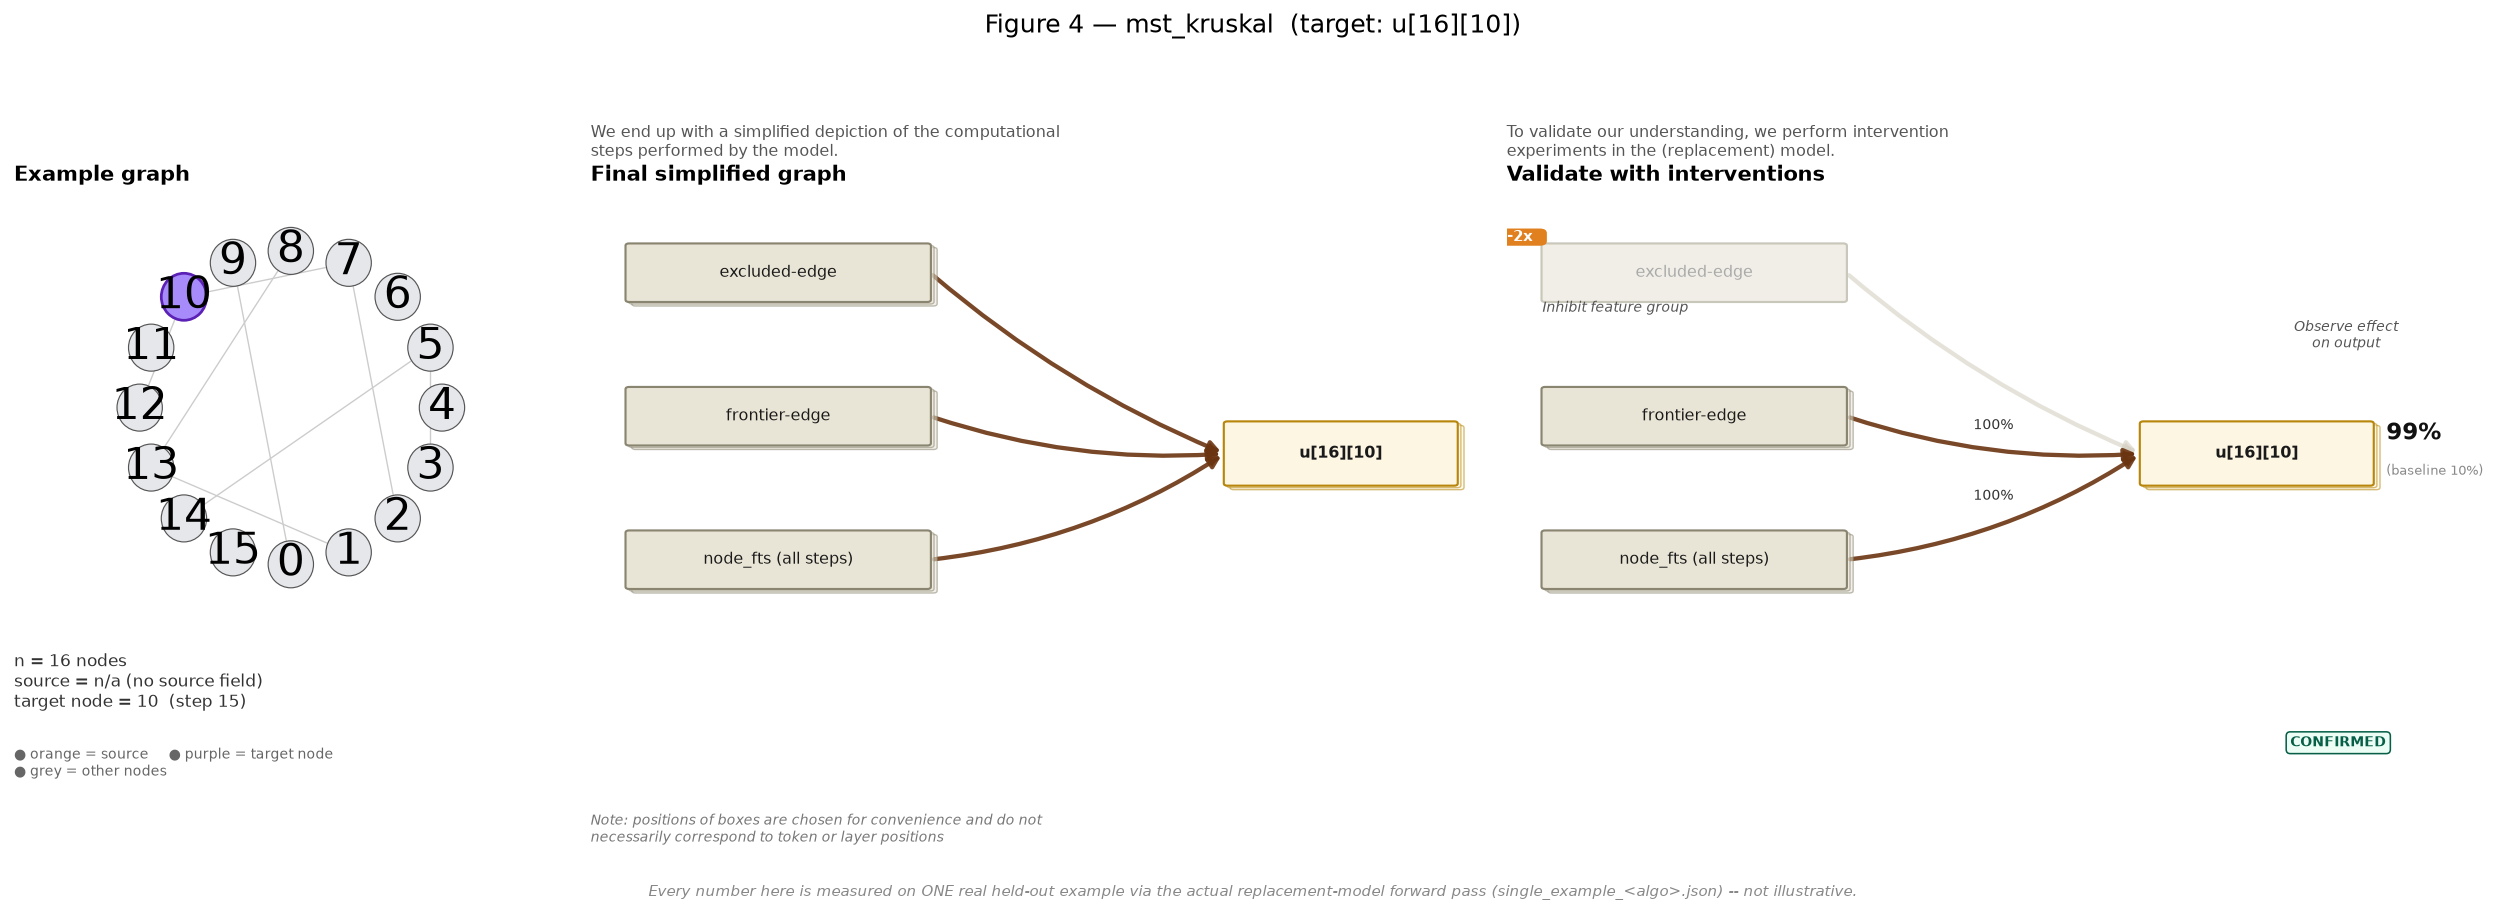 Figure 4 — mst_kruskal  (target: u[16][10])
Example graph
8
9
7
10
6
11
5
12
4
13
3
14
2
15
1
0
n = 16 nodes
source = n/a (no source field)
target node = 10  (step 15)
● orange = source     ● purple = target node
● grey = other nodes
We end up with a simplified depiction of the computational
steps performed by the model.
Final simplified graph
excluded-edge
frontier-edge
u[16][10]
node_fts (all steps)
Note: positions of boxes are chosen for convenience and do not
necessarily correspond to token or layer positions
To validate our understanding, we perform intervention
experiments in the (replacement) model.
Validate with interventions
-2x
excluded-edge
Inhibit feature group
Observe effect
on output
frontier-edge
100%
u[16][10]
99%
(baseline 10%)
100%
node_fts (all steps)
CONFIRMED
Every number here is measured on ONE real held-out example via the actual replacement-model forward pass (single_example_<algo>.json) -- not illustrative.